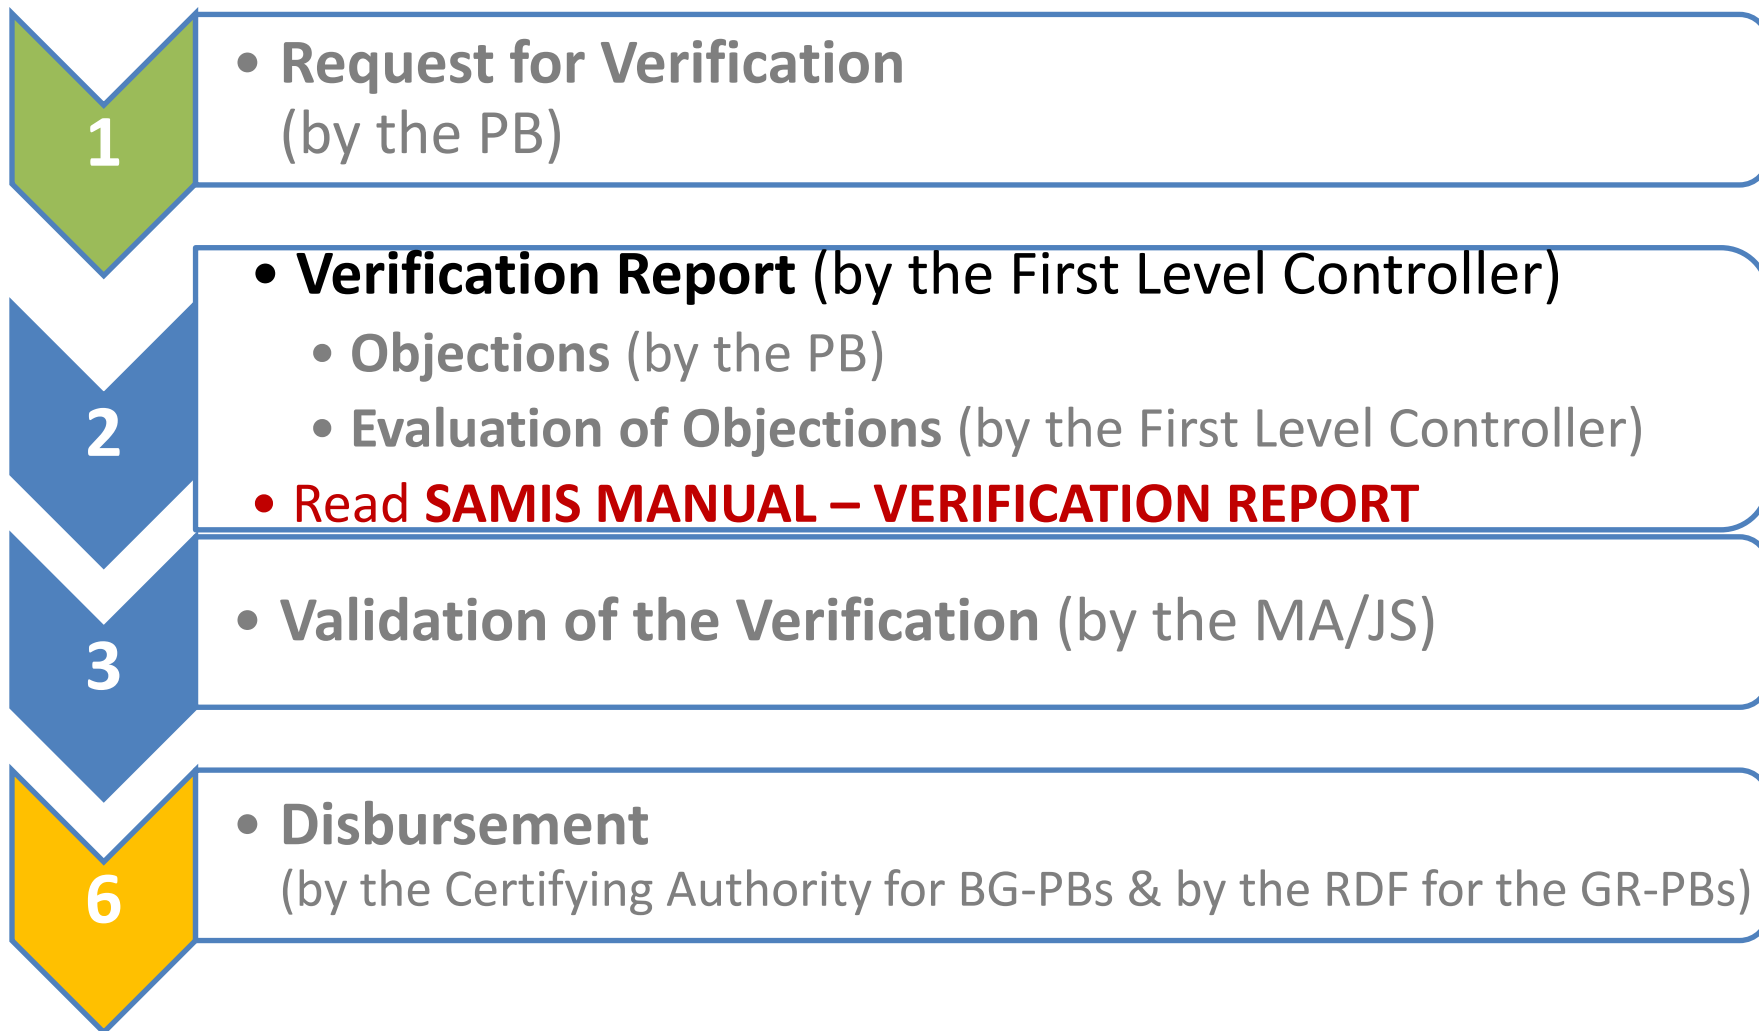 1
• Request for Verification
(by the PB)
2
• Verification Report (by the First Level Controller)
• Objections (by the PB)
• Evaluation of Objections (by the First Level Controller)
• Read SAMIS MANUAL – VERIFICATION REPORT
3
• Validation of the Verification (by the MA/JS)
6
• Disbursement
(by the Certifying Authority for BG-PBs & by the RDF for the GR-PBs)